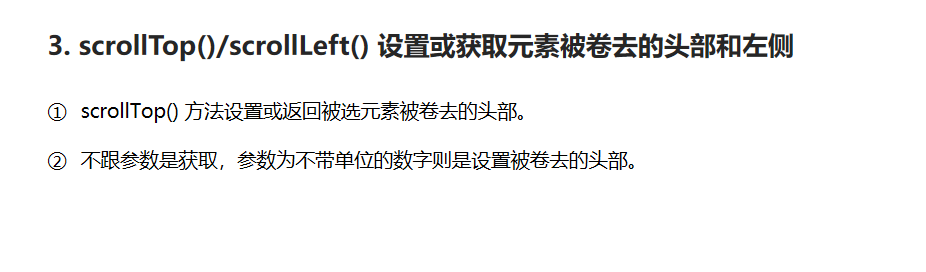 3. scrollTop()/scrollLeft() 设置或获取元素被卷去的头部和左侧
① scrollTop() 方法设置或返回被选元素被卷去的头部。
② 不跟参数是获取，参数为不带单位的数字则是设置被卷去的头部。